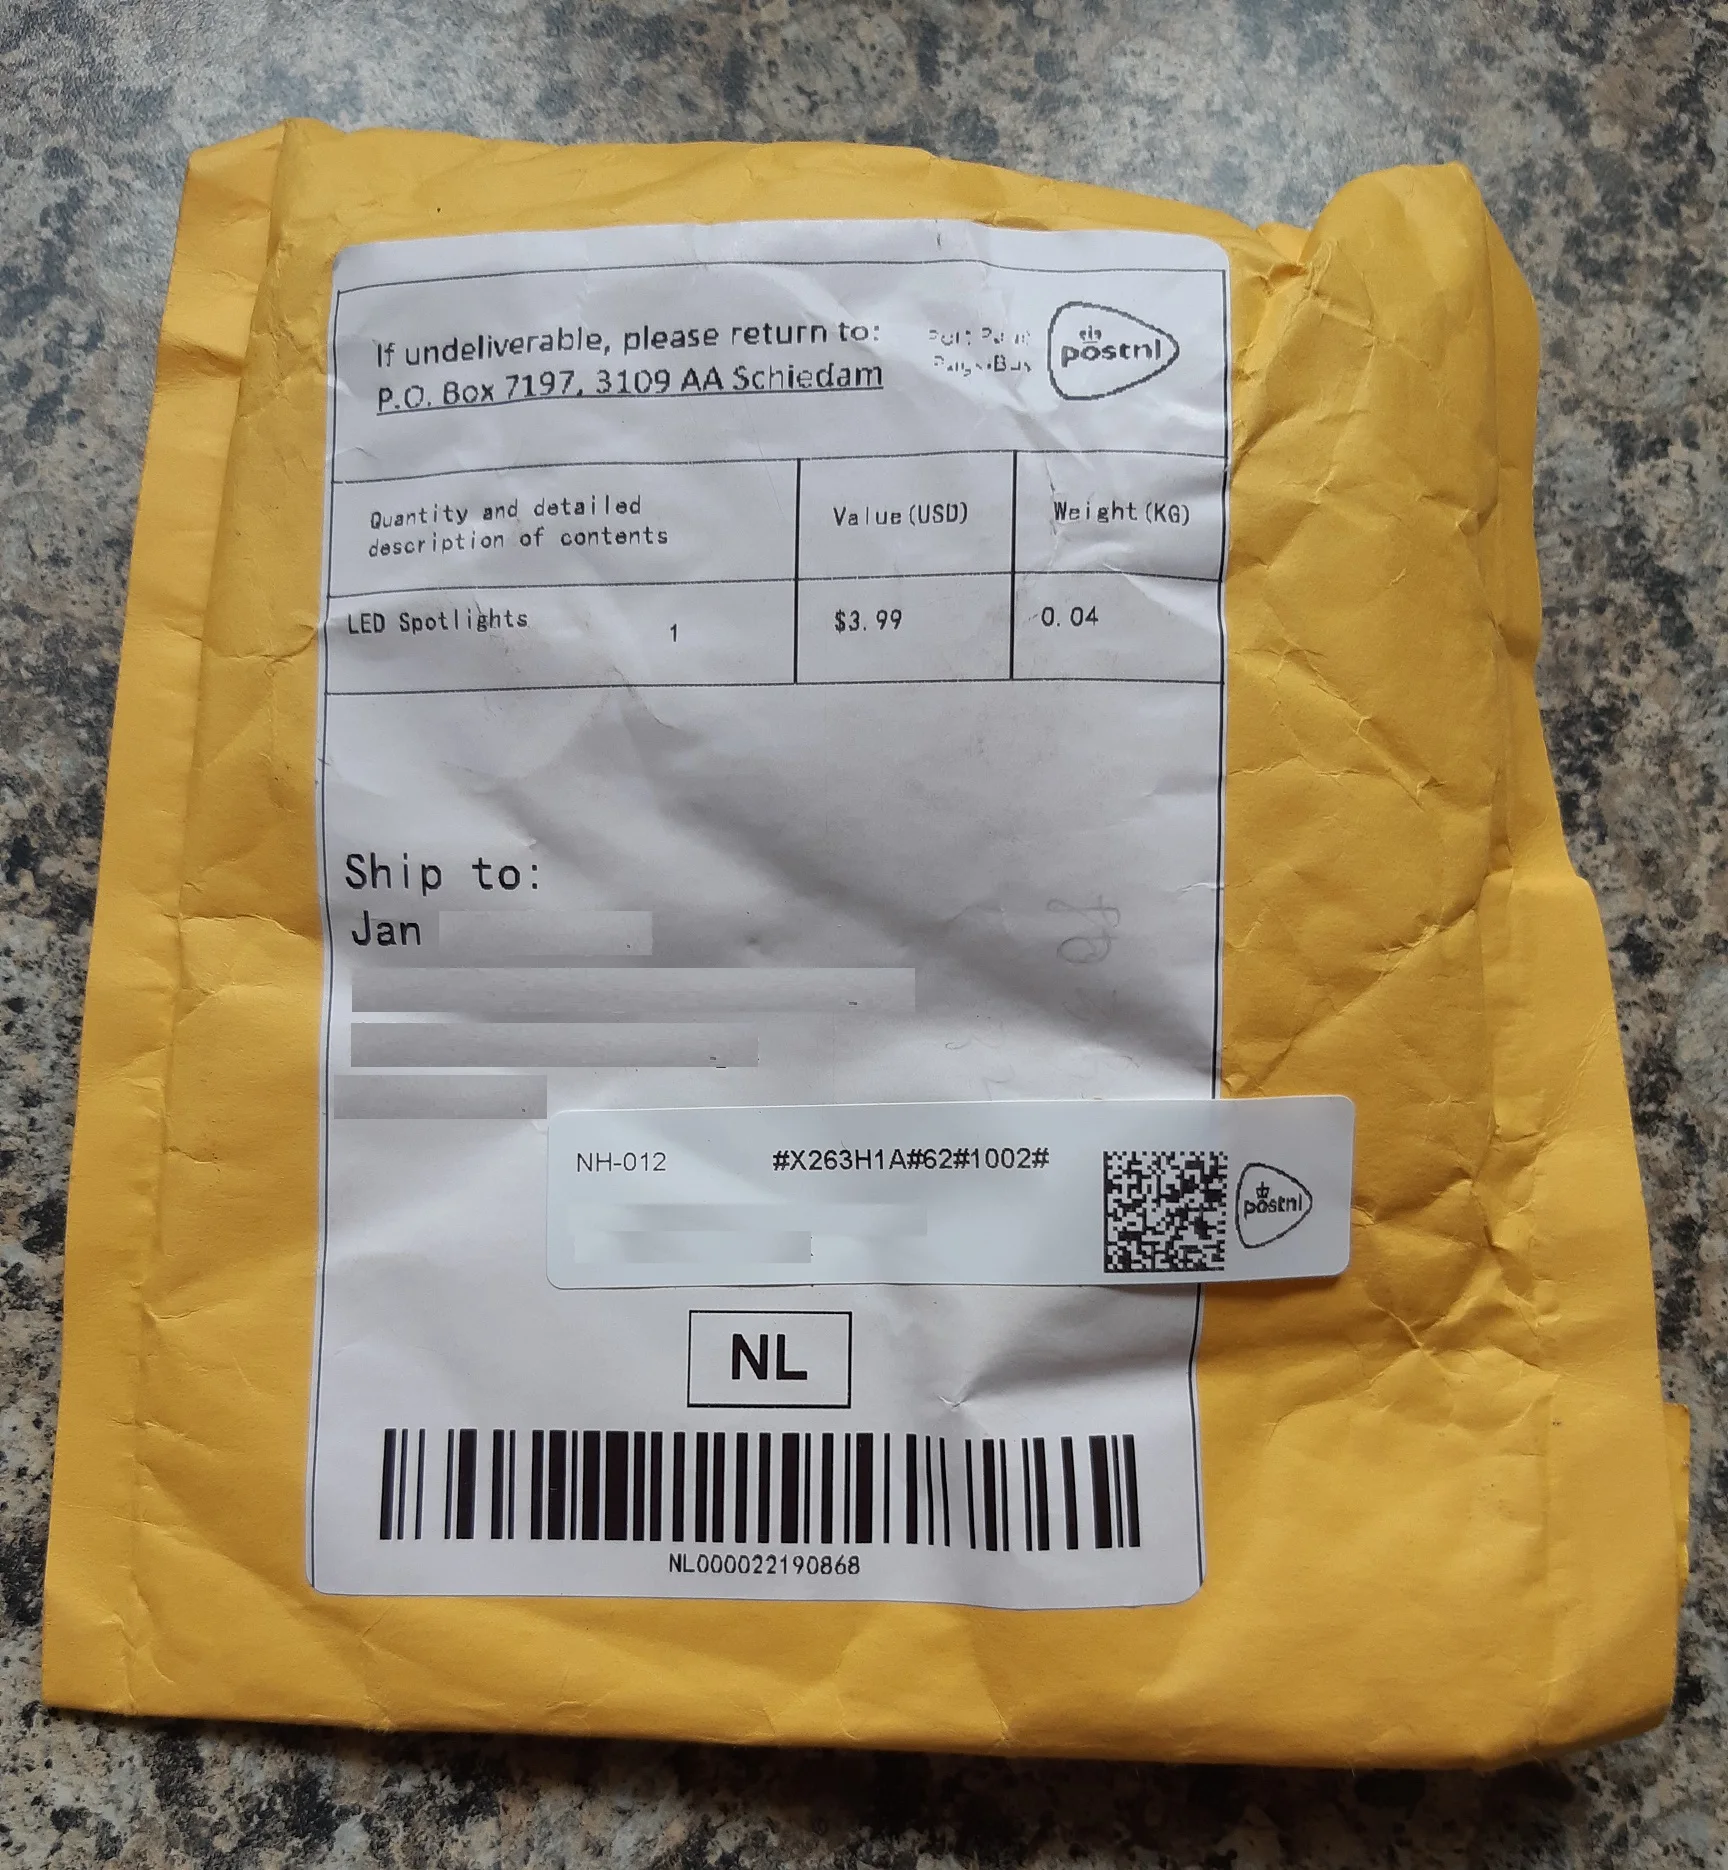 If undeliverable, please return to:
P.O. Box 7197, 3109 AA Schiedam
postnl
Quantity and detailed
description of contents
Value(USD)
Weight(KG)
LED Spotlights 1
$3.99
0.04
Ship to:
Jan
NH-012 #X263H1A#62#1002#
postnl
NL
NL000022190868